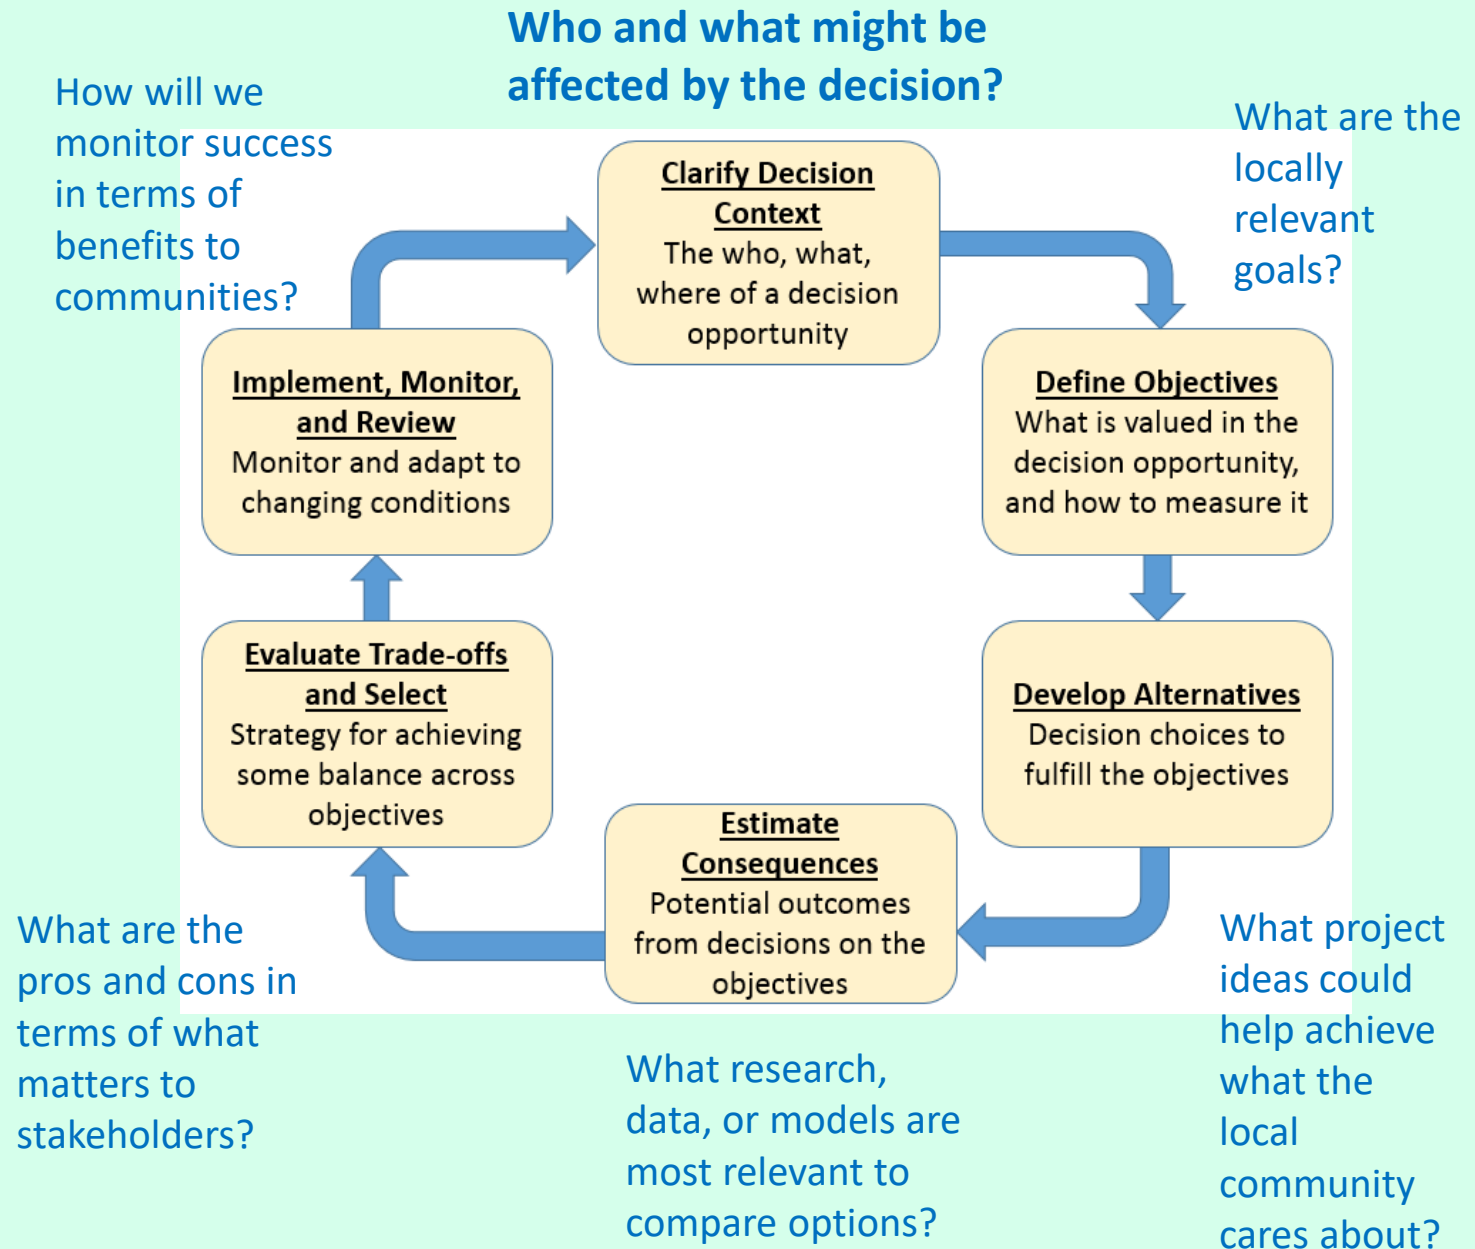 Who and what might be
affected by the decision?
How will we
monitor success
in terms of
benefits to
communities?
What are the
locally
relevant
goals?
Clarify Decision
Context
The who, what,
where of a decision
opportunity
Implement, Monitor,
and Review
Monitor and adapt to
changing conditions
Define Objectives
What is valued in the
decision opportunity,
and how to measure it
Evaluate Trade-offs
and Select
Strategy for achieving
some balance across
objectives
Develop Alternatives
Decision choices to
fulfill the objectives
Estimate
Consequences
Potential outcomes
from decisions on the
objectives
What are the
pros and cons in
terms of what
matters to
stakeholders?
What research,
data, or models are
most relevant to
compare options?
What project
ideas could
help achieve
what the
local
community
cares about?